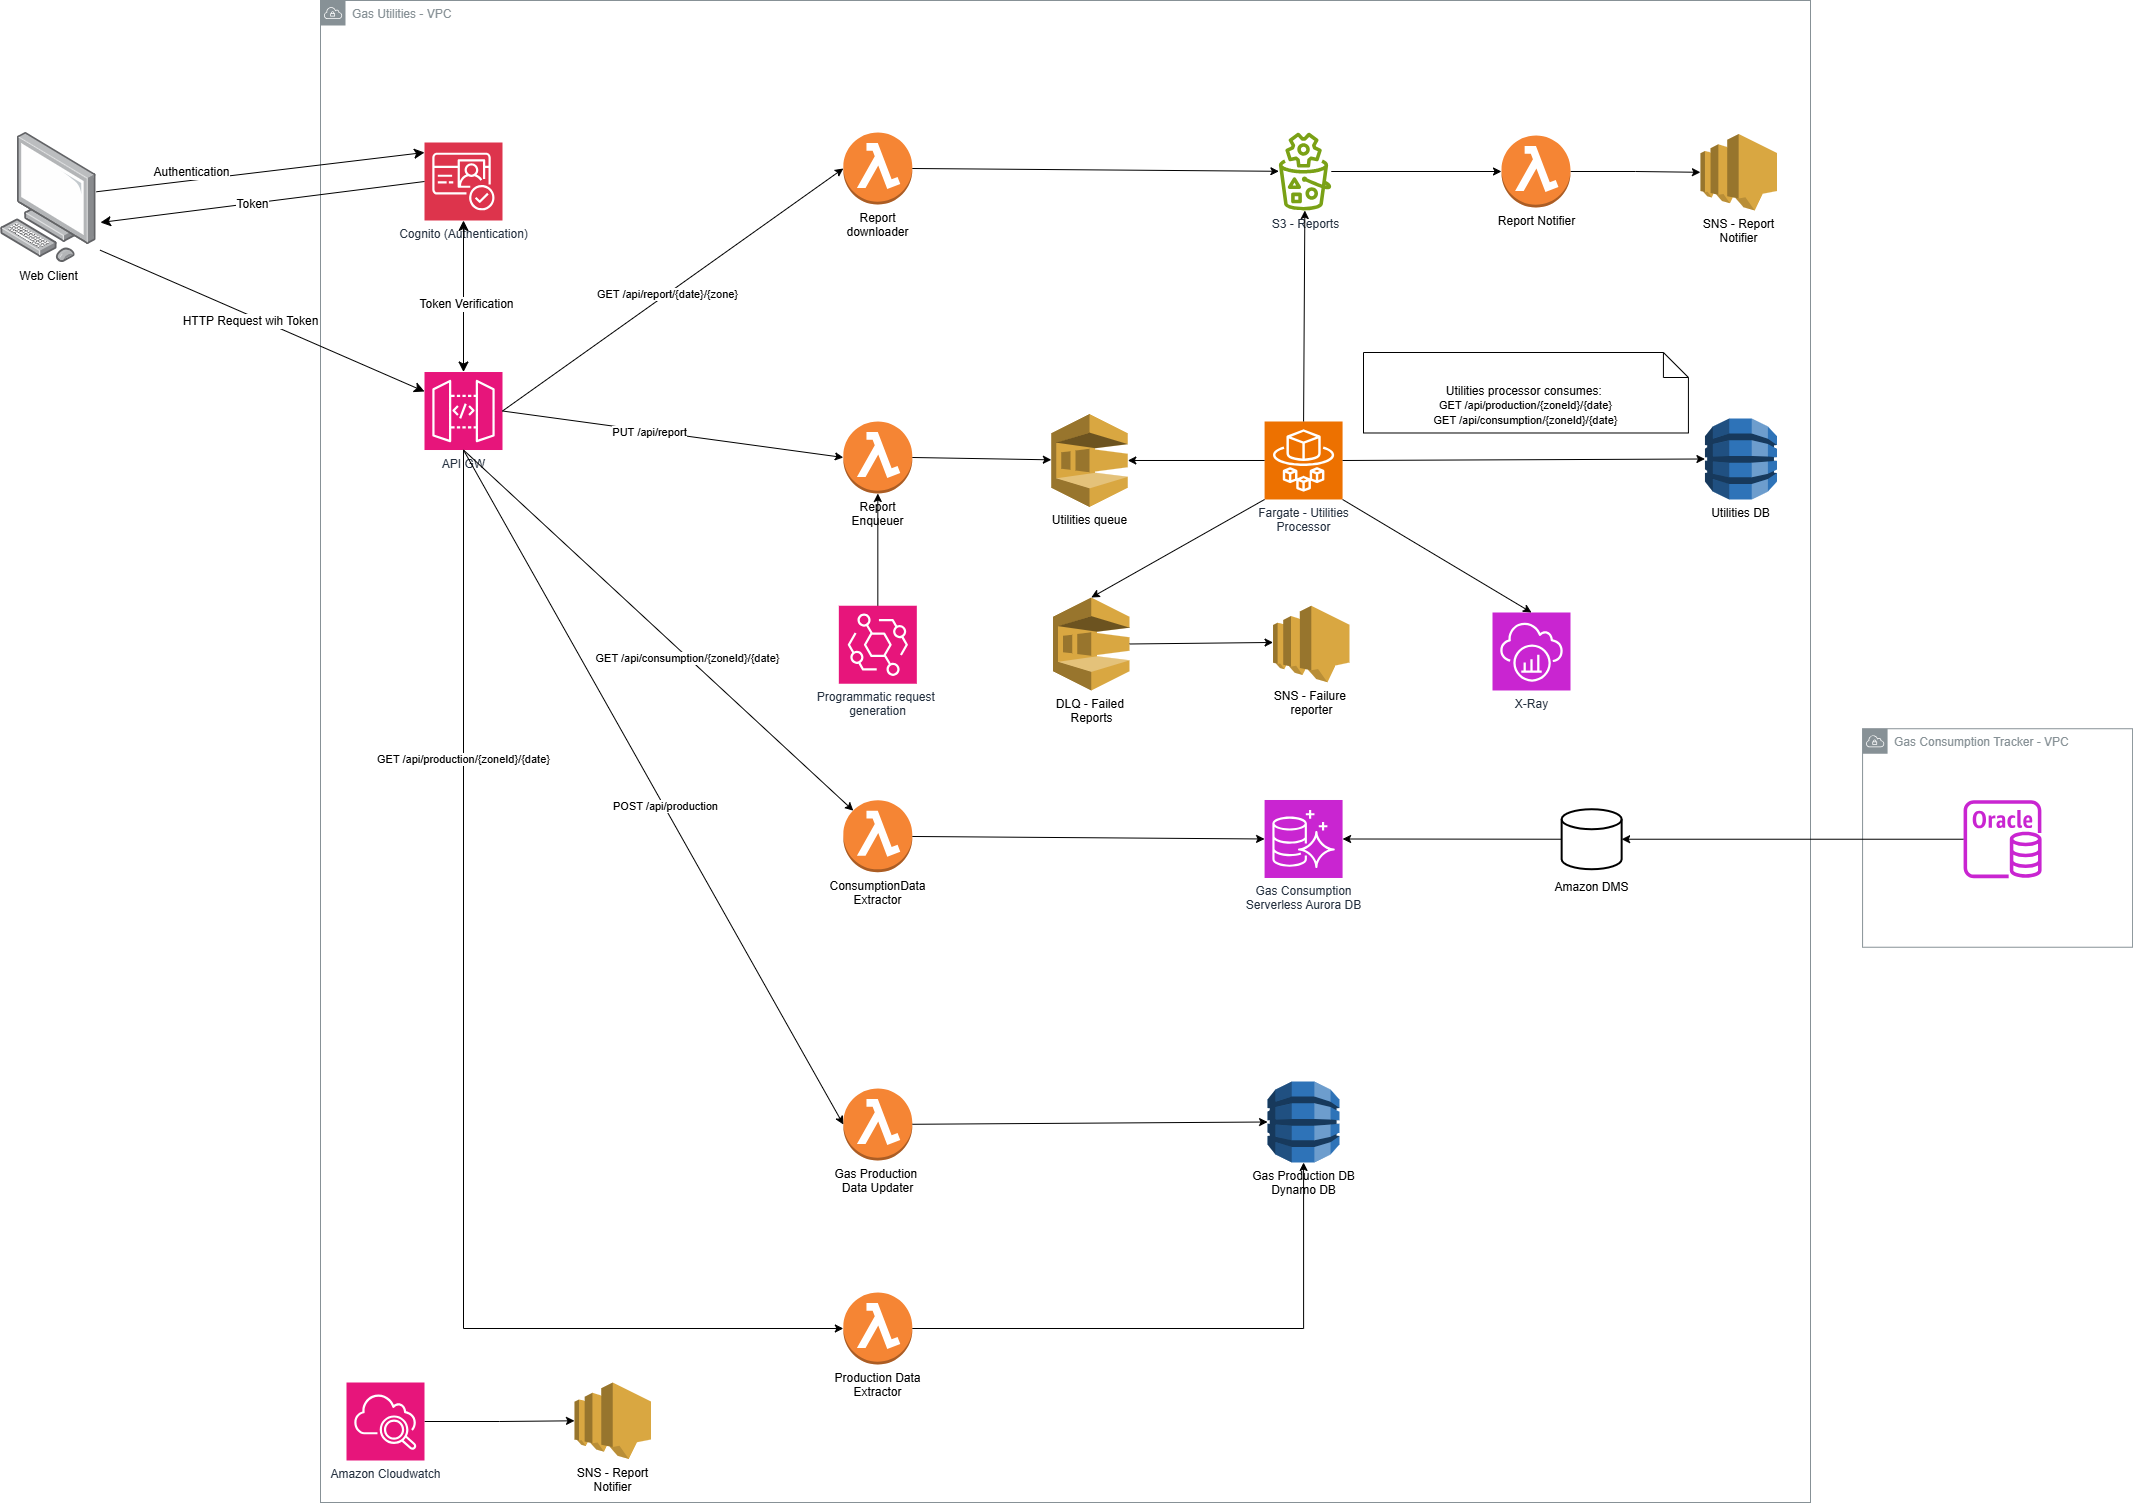 Gas Utilities - VPC
Authentication
Token
Web Client
HTTP Request wih Token
Cognito (Authentication)
Token Verification
API GW
GET /api/report/{date}/{zone}
PUT /api/report
Report
downloader
S3 - Reports
Report Notifier
SNS - Report
Notifier
Utilities processor consumes:
GET /api/production/{zoneId}/{date}
GET /api/consumption/{zoneId}/{date}
Report
Enqueuer
Utilities queue
Fargate - Utilities
Processor
Utilities DB
GET /api/consumption/{zoneId}/{date}
Programmatic request
generation
DLQ - Failed
Reports
SNS - Failure
reporter
X-Ray
GET /api/production/{zoneId}/{date}
POST /api/production
Gas Consumption Tracker - VPC
Oracle
ConsumptionData
Extractor
Gas Consumption
Serverless Aurora DB
Amazon DMS
Gas Production
Data Updater
Gas Production DB
Dynamo DB
Production Data
Extractor
Amazon Cloudwatch
SNS - Report
Notifier